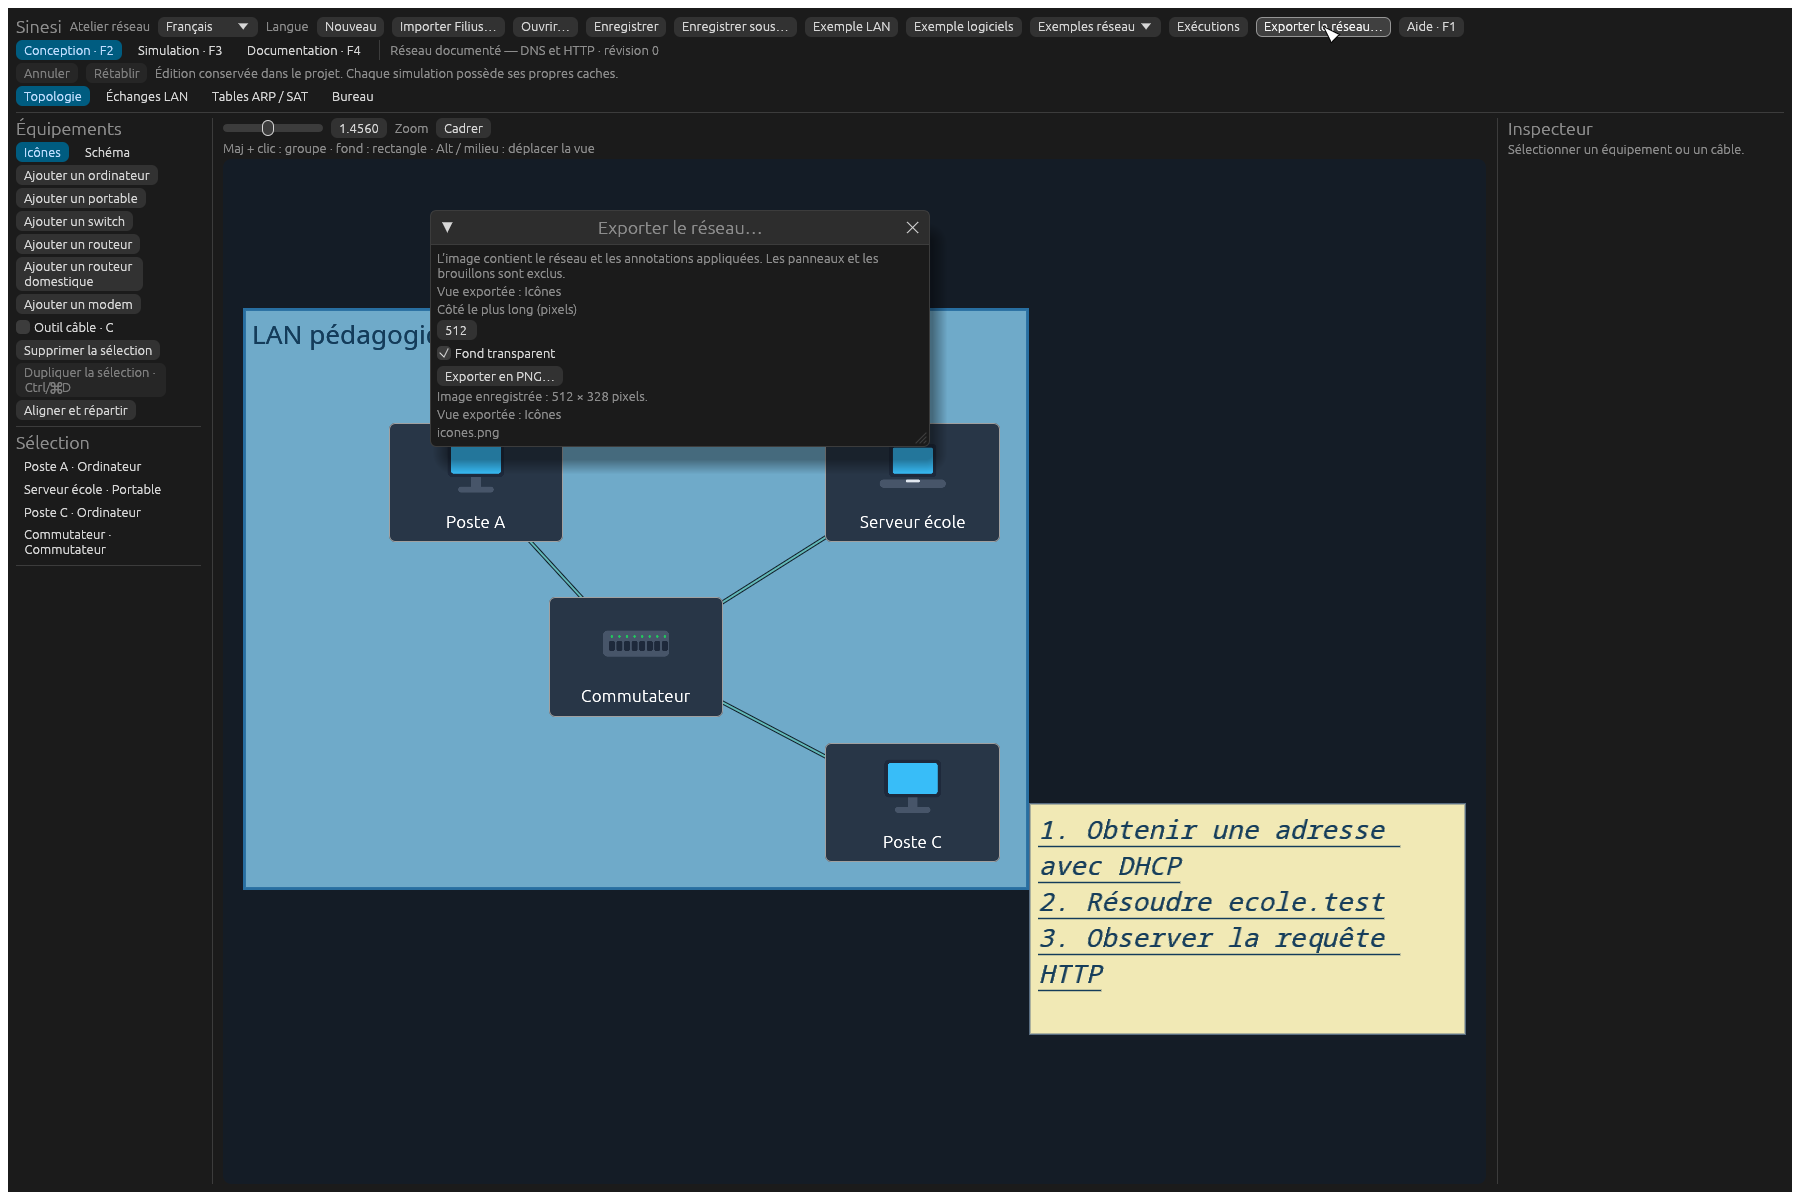 Sinesi Atelier réseau Français Langue Nouveau Importer Filius… Ouvrir… Enregistrer Enregistrer sous… Exemple LAN Exemple logiciels Exemples réseau Exécutions Exporter le réseau… Aide · F1
Conception · F2 Simulation · F3 Documentation · F4 Réseau documenté — DNS et HTTP · révision 0
Annuler Rétablir Édition conservée dans le projet. Chaque simulation possède ses propres caches.
Topologie Échanges LAN Tables ARP / SAT Bureau
Équipements
Icônes Schéma
Ajouter un ordinateur
Ajouter un portable
Ajouter un switch
Ajouter un routeur
Ajouter un routeur
domestique
Ajouter un modem
Outil câble · C
Supprimer la sélection
Dupliquer la sélection ·
Ctrl/⌘D
Aligner et répartir
Sélection
Poste A · Ordinateur
Serveur école · Portable
Poste C · Ordinateur
Commutateur ·
Commutateur
1.4560 Zoom Cadrer
Maj + clic : groupe · fond : rectangle · Alt / milieu : déplacer la vue
Exporter le réseau…
L’image contient le réseau et les annotations appliquées. Les panneaux et les
brouillons sont exclus.
Vue exportée : Icônes
Côté le plus long (pixels)
512
Fond transparent
Exporter en PNG…
Image enregistrée : 512 × 328 pixels.
Vue exportée : Icônes
icones.png
LAN
Poste A
Serveur école
Commutateur
Poste C
1. Obtenir une adresse
avec DHCP
2. Résoudre ecole.test
3. Observer la requête
HTTP
Inspecteur
Sélectionner un équipement ou un câble.